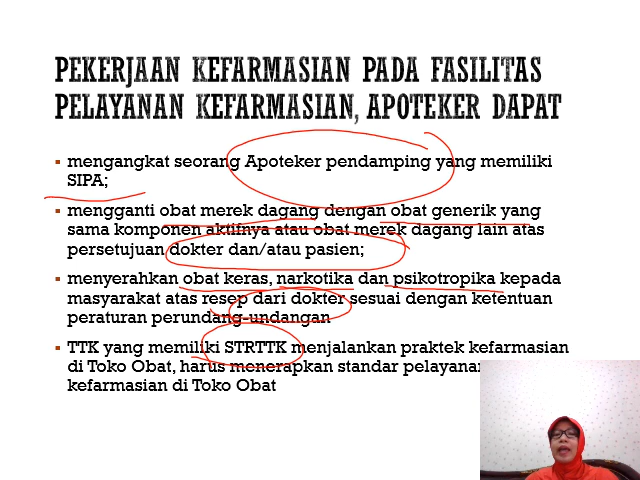 PEKERJAAN KEFARMASIAN PADA FASILITAS
PELAYANAN KEFARMASIAN, APOTEKER DAPAT
▪ mengangkat seorang Apoteker pendamping yang memiliki
SIPA;
▪ mengganti obat merek dagang dengan obat generik yang
sama komponen aktifnya atau obat merek dagang lain atas
persetujuan dokter dan/atau pasien;
▪ menyerahkan obat keras, narkotika dan psikotropika kepada
masyarakat atas resep dari dokter sesuai dengan ketentuan
peraturan perundang-undangan
▪ TTK yang memiliki STRTTK menjalankan praktek kefarmasian
di Toko Obat, harus menerapkan standar pelayanan
kefarmasian di Toko Obat